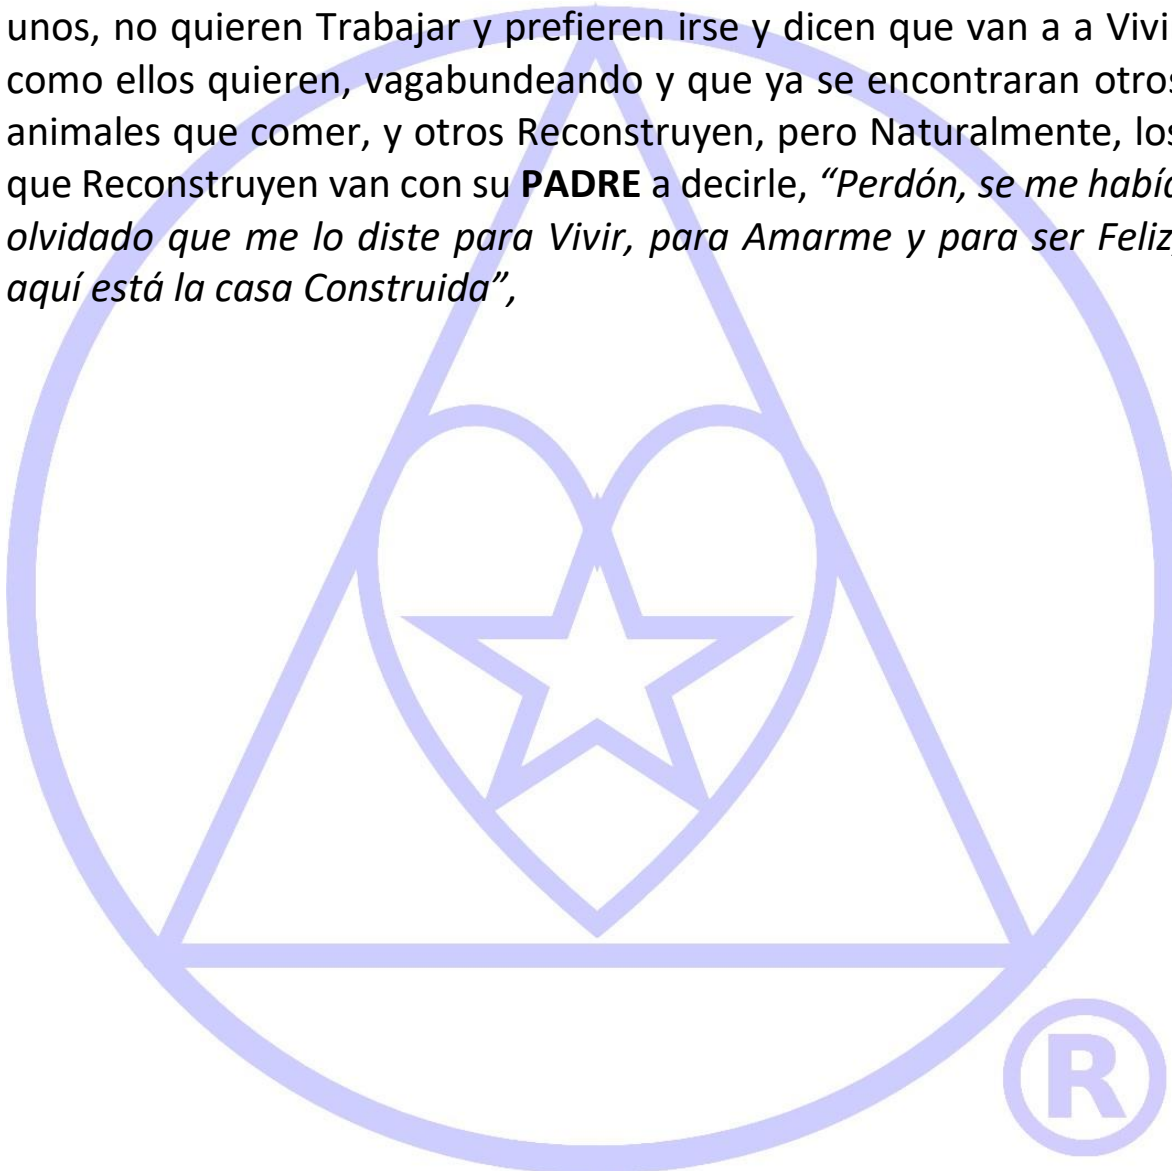 unos, no quieren Trabajar y prefieren irse y dicen que van a a Vivi
como ellos quieren, vagabundeando y que ya se encontraran otros
animales que comer, y otros Reconstruyen, pero Naturalmente, los
que Reconstruyen van con su PADRE a decirle, “Perdón, se me había
olvidado que me lo diste para Vivir, para Amarme y para ser Feliz,
aquí está la casa Construida”,
®